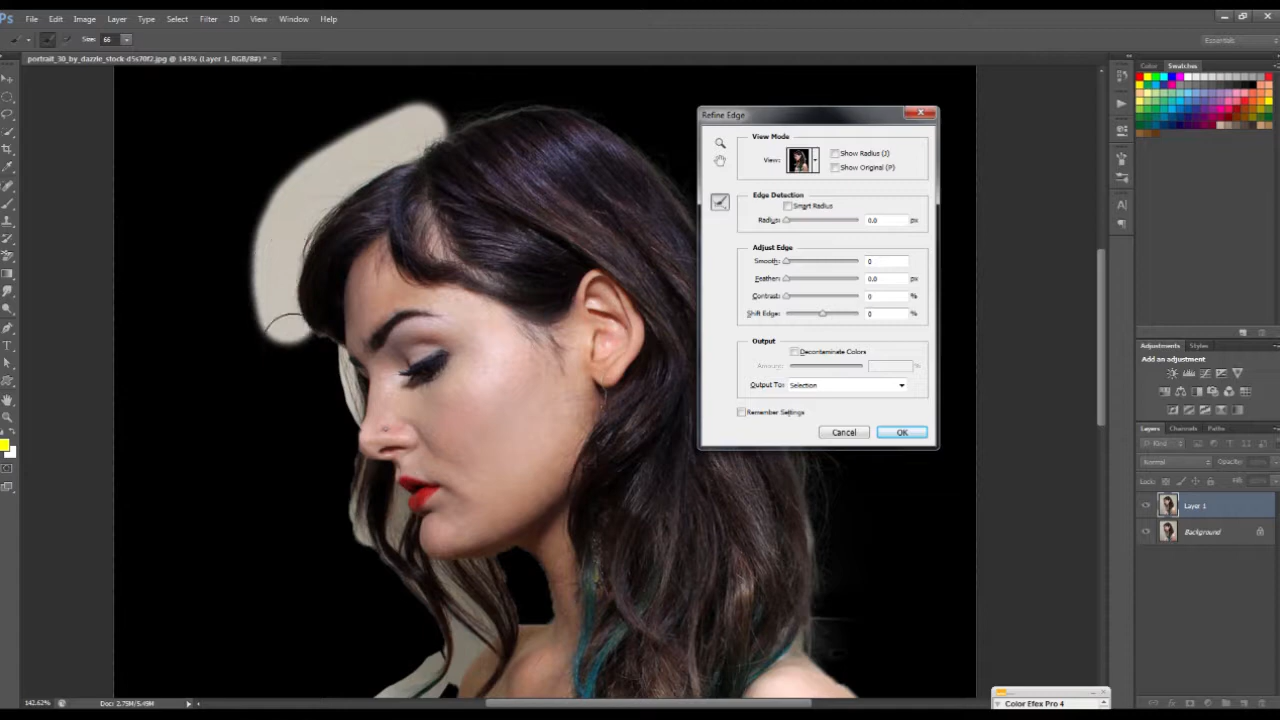 Ps File Edit Image Layer Type Select Filter 3D View Window Help
Size: 66
Essentials
portrait_30_by_dazzle_stock-d5s70f2.jpg @ 143% (Layer 1, RGB/8#) * ×
Color Swatches
Refine Edge
View Mode
View:
Show Radius (J)
Show Original (P)
Edge Detection
Smart Radius
Radius: 0.0 px
Adjust Edge
Smooth: 0
Feather: 0.0 px
Contrast: 0 %
Shift Edge: 0 %
Output
Decontaminate Colors
Amount: %
Output To: Selection
Remember Settings
Cancel OK
Adjustments Styles
Add an adjustment
Layers Channels Paths
Kind
Normal Opacity:
Lock: Fill:
Layer 1
Background
Color Efex Pro 4
142.62% Doc: 2.75M/5.49M